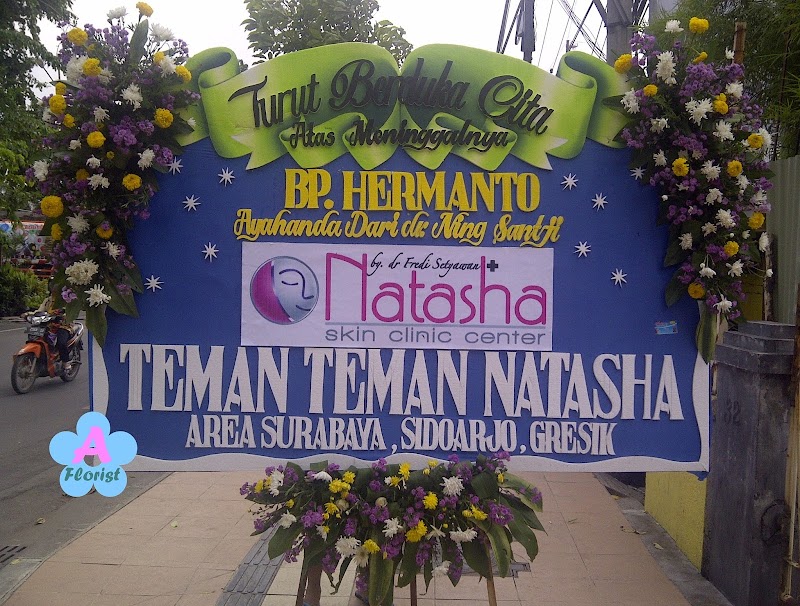 Turut Berduka Cita
Atas Meninggalnya
BP. HERMANTO
Ayahanda Dari dr. Ning Santji
by. dr Fredi Setyawan
Natasha
skin clinic center
TEMAN TEMAN NATASHA
AREA SURABAYA , SIDOARJO , GRESIK
A
Florist